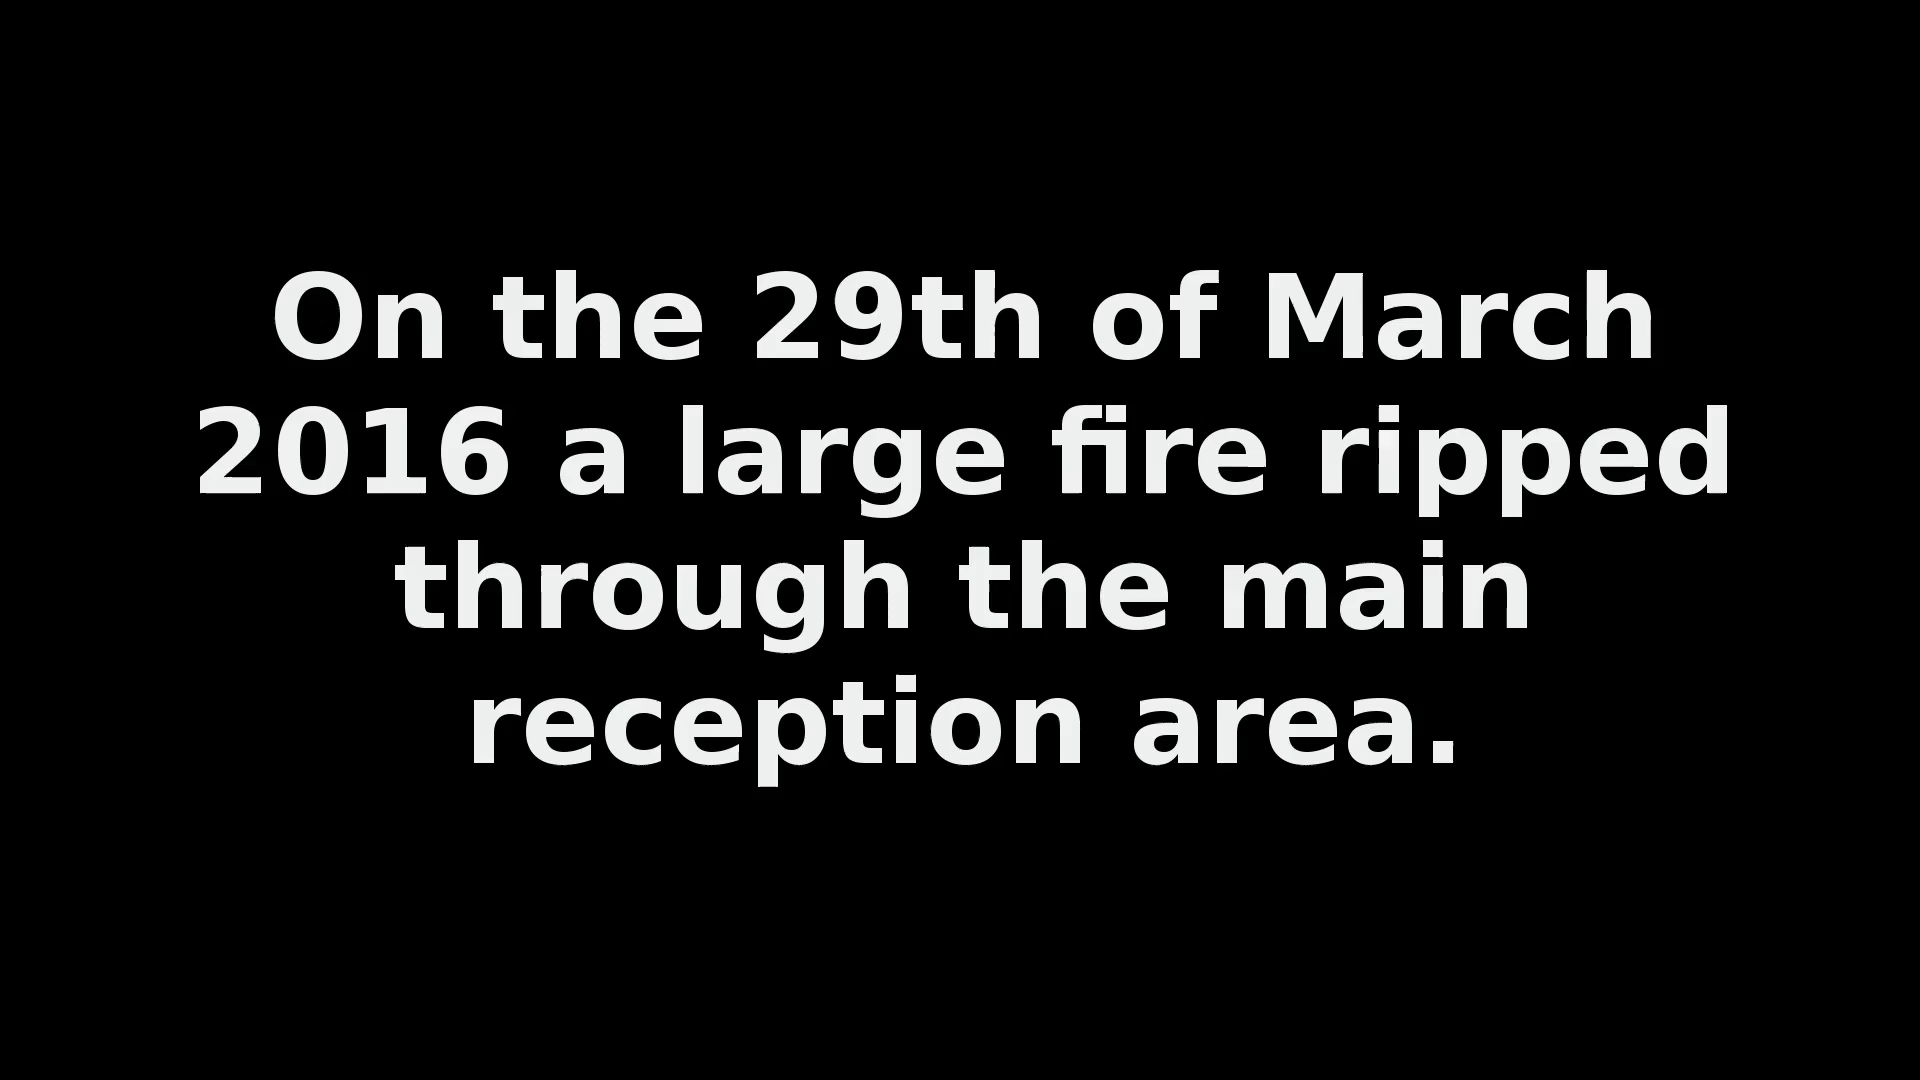 On the 29th of March
2016 a large fire ripped
through the main
reception area.